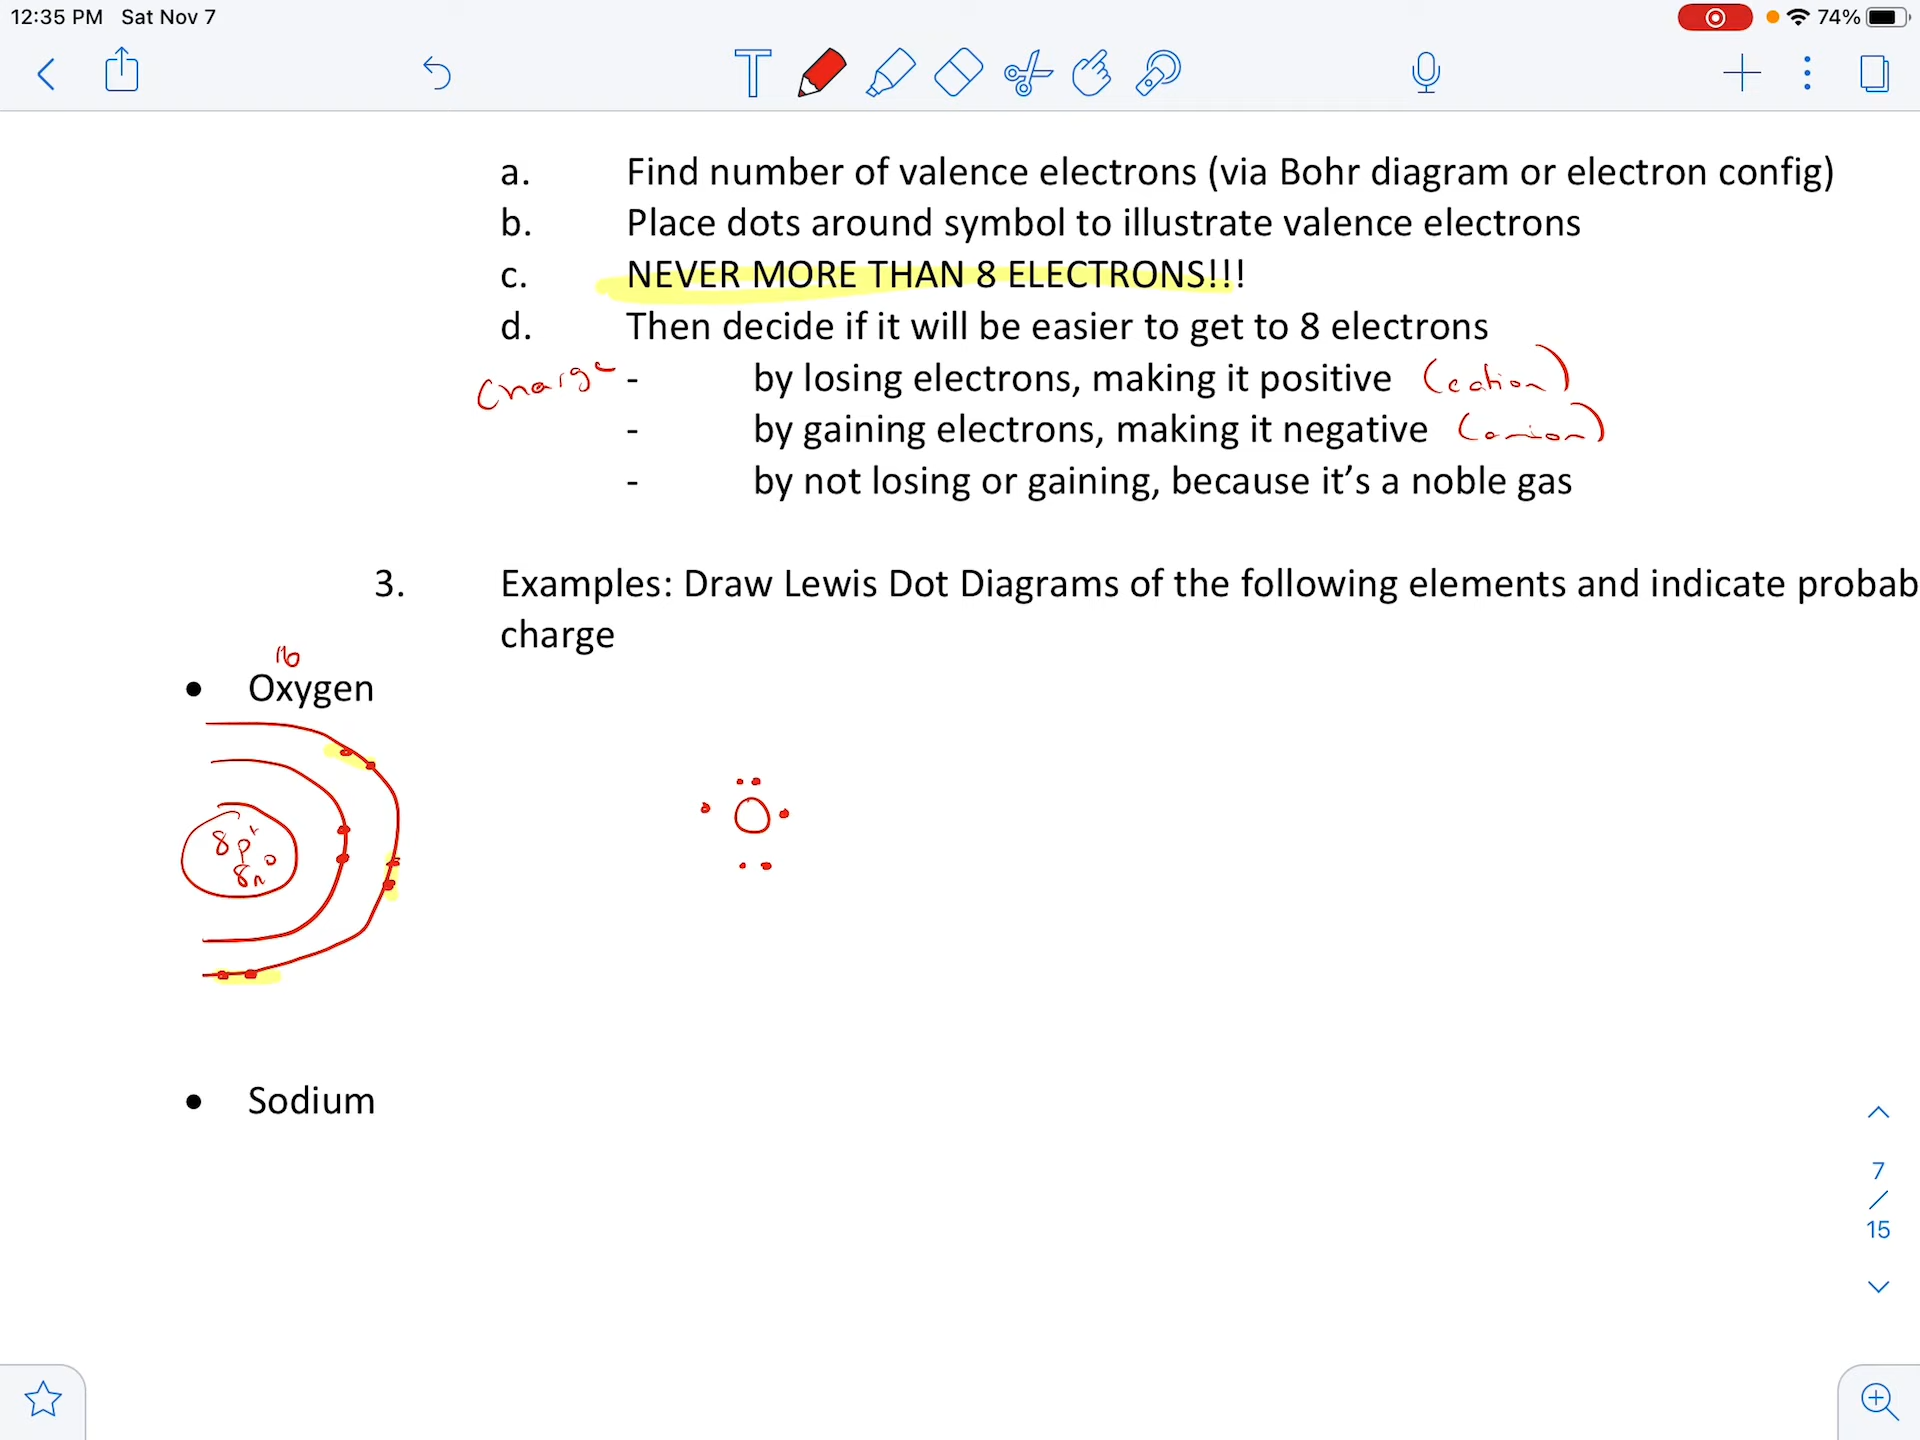 12:35 PM Sat Nov 7
74%
a. Find number of valence electrons (via Bohr diagram or electron config)
b. Place dots around symbol to illustrate valence electrons
c. NEVER MORE THAN 8 ELECTRONS!!!
d. Then decide if it will be easier to get to 8 electrons
charge - by losing electrons, making it positive (cation)
- by gaining electrons, making it negative (anion)
- by not losing or gaining, because it’s a noble gas
3. Examples: Draw Lewis Dot Diagrams of the following elements and indicate probab
charge
16
• Oxygen
8p+
8n0
O
• Sodium
7
/
15